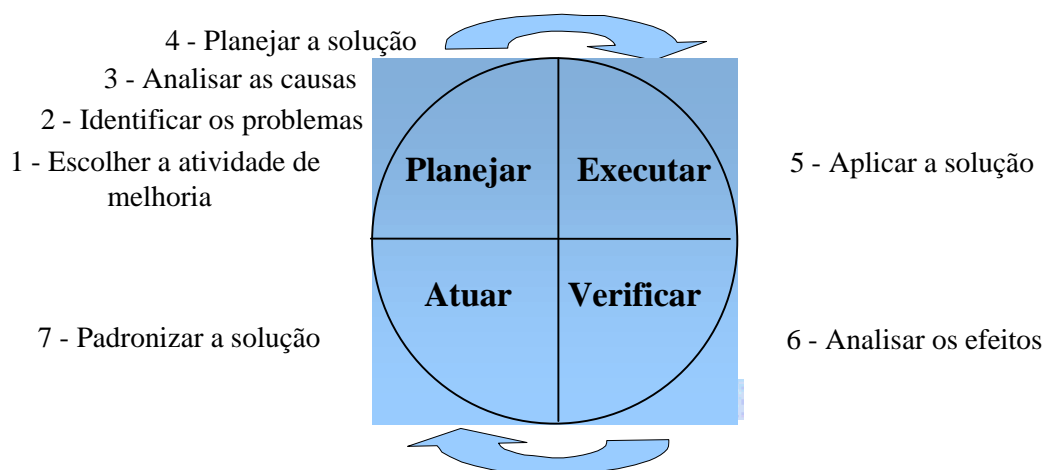 4 - Planejar a solução
3 - Analisar as causas
2 - Identificar os problemas
1 - Escolher a atividade de
melhoria
Planejar
Executar
5 - Aplicar a solução
Atuar
Verificar
7 - Padronizar a solução
6 - Analisar os efeitos